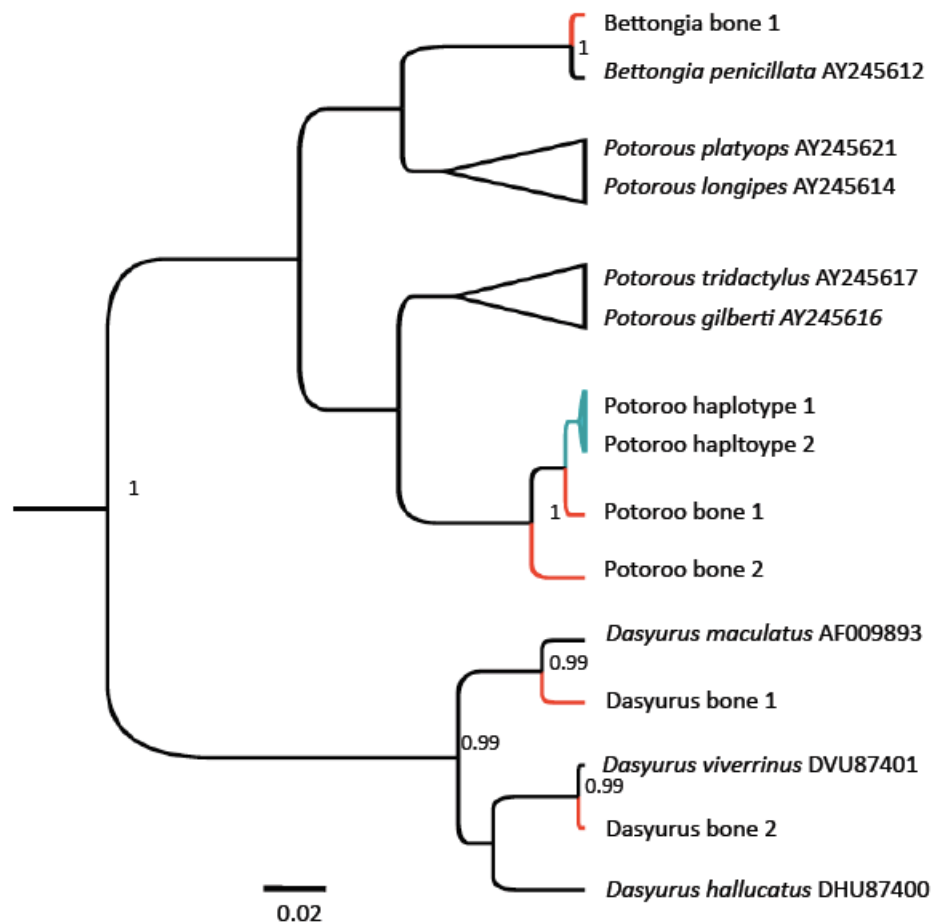 Bettongia bone 1
1
Bettongia penicillata AY245612
Potorous platyops AY245621
Potorous longipes AY245614
Potorous tridactylus AY245617
Potorous gilberti AY245616
Potoroo haplotype 1
Potoroo hapltoype 2
1
Potoroo bone 1
1
Potoroo bone 2
Dasyurus maculatus AF009893
0.99
Dasyurus bone 1
0.99
Dasyurus viverrinus DVU87401
0.99
Dasyurus bone 2
Dasyurus hallucatus DHU87400
0.02